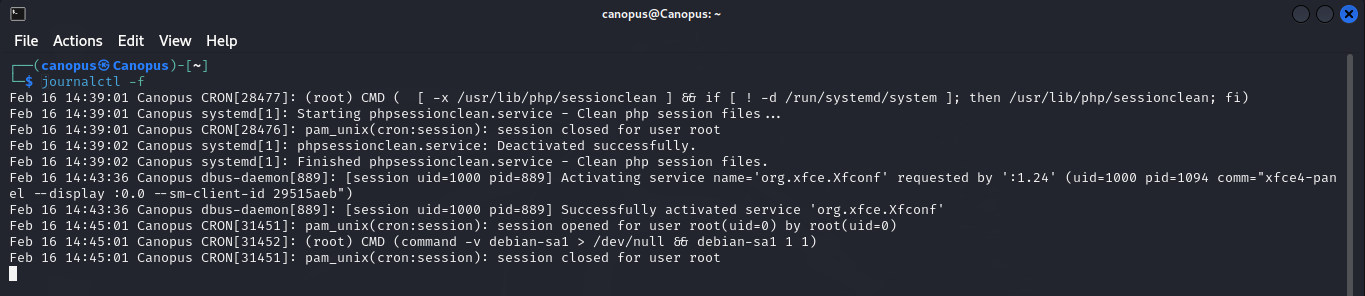 canopus@Canopus: ~
File Actions Edit View Help
┌──(canopus㉿Canopus)-[~]
└─$ journalctl -f
Feb 16 14:39:01 Canopus CRON[28477]: (root) CMD (  [ -x /usr/lib/php/sessionclean ] && if [ ! -d /run/systemd/system ]; then /usr/lib/php/sessionclean; fi)
Feb 16 14:39:01 Canopus systemd[1]: Starting phpsessionclean.service - Clean php session files...
Feb 16 14:39:01 Canopus CRON[28476]: pam_unix(cron:session): session closed for user root
Feb 16 14:39:02 Canopus systemd[1]: phpsessionclean.service: Deactivated successfully.
Feb 16 14:39:02 Canopus systemd[1]: Finished phpsessionclean.service - Clean php session files.
Feb 16 14:43:36 Canopus dbus-daemon[889]: [session uid=1000 pid=889] Activating service name='org.xfce.Xfconf' requested by ':1.24' (uid=1000 pid=1094 comm="xfce4-pan
el --display :0.0 --sm-client-id 29515aeb")
Feb 16 14:43:36 Canopus dbus-daemon[889]: [session uid=1000 pid=889] Successfully activated service 'org.xfce.Xfconf'
Feb 16 14:45:01 Canopus CRON[31451]: pam_unix(cron:session): session opened for user root(uid=0) by root(uid=0)
Feb 16 14:45:01 Canopus CRON[31452]: (root) CMD (command -v debian-sa1 > /dev/null && debian-sa1 1 1)
Feb 16 14:45:01 Canopus CRON[31451]: pam_unix(cron:session): session closed for user root